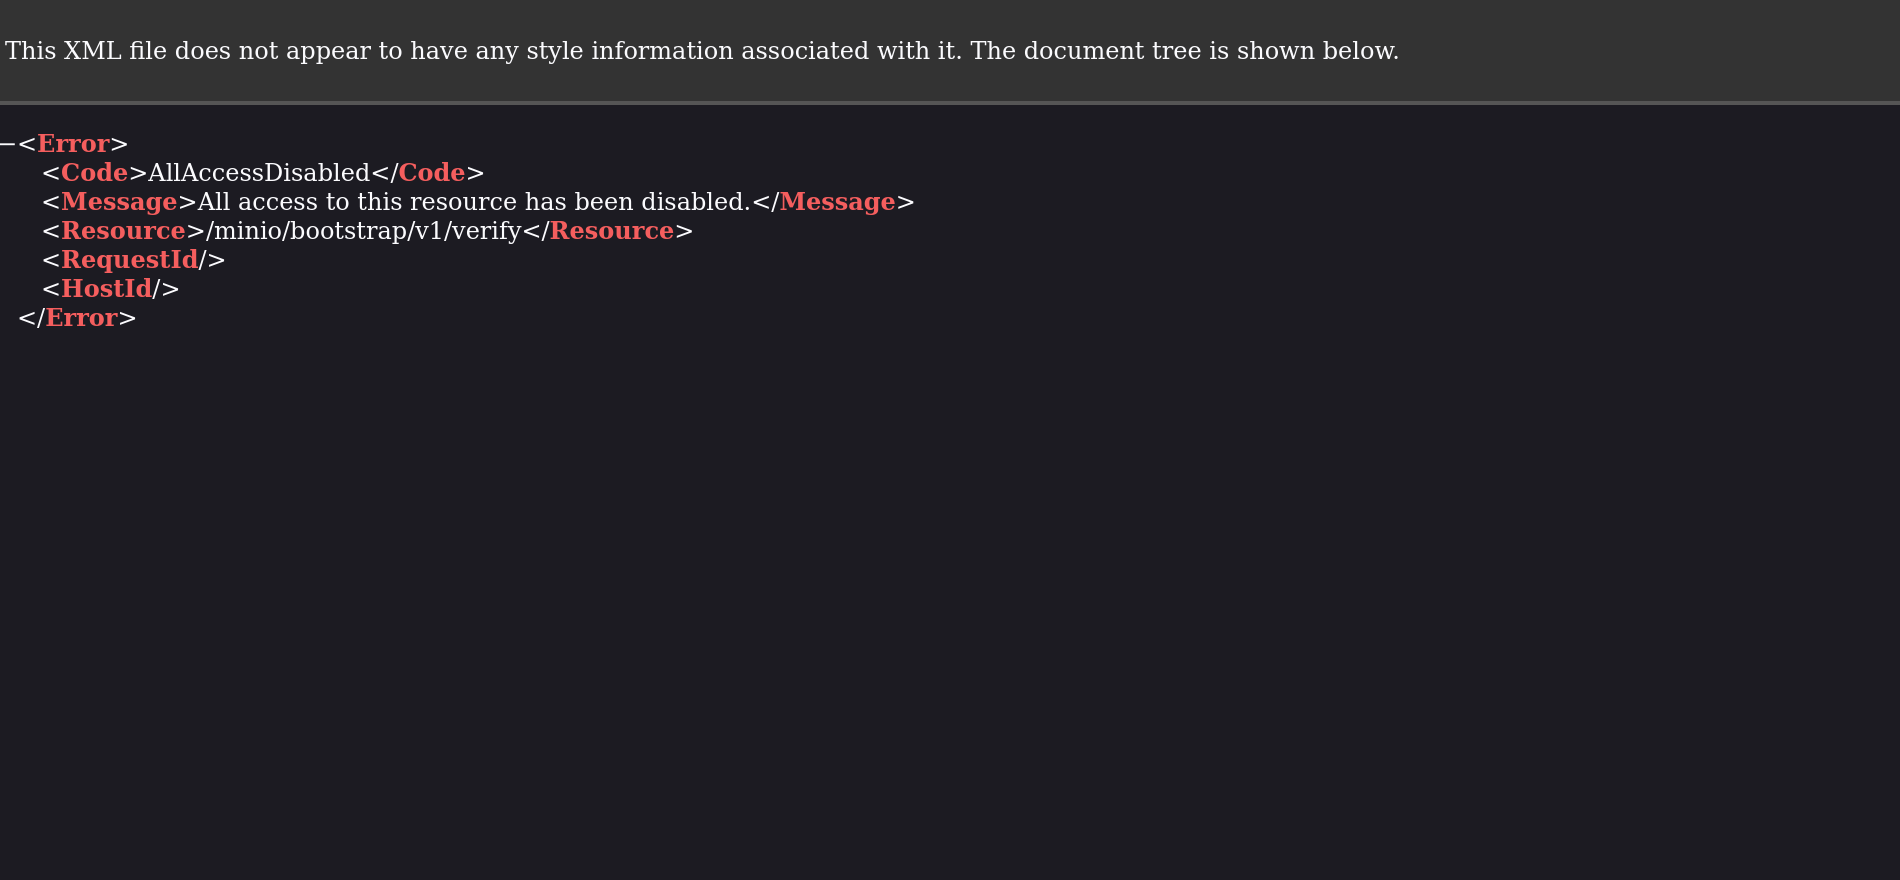 This XML file does not appear to have any style information associated with it. The document tree is shown below.
−<Error>
<Code>AllAccessDisabled</Code>
<Message>All access to this resource has been disabled.</Message>
<Resource>/minio/bootstrap/v1/verify</Resource>
<RequestId/>
<HostId/>
</Error>